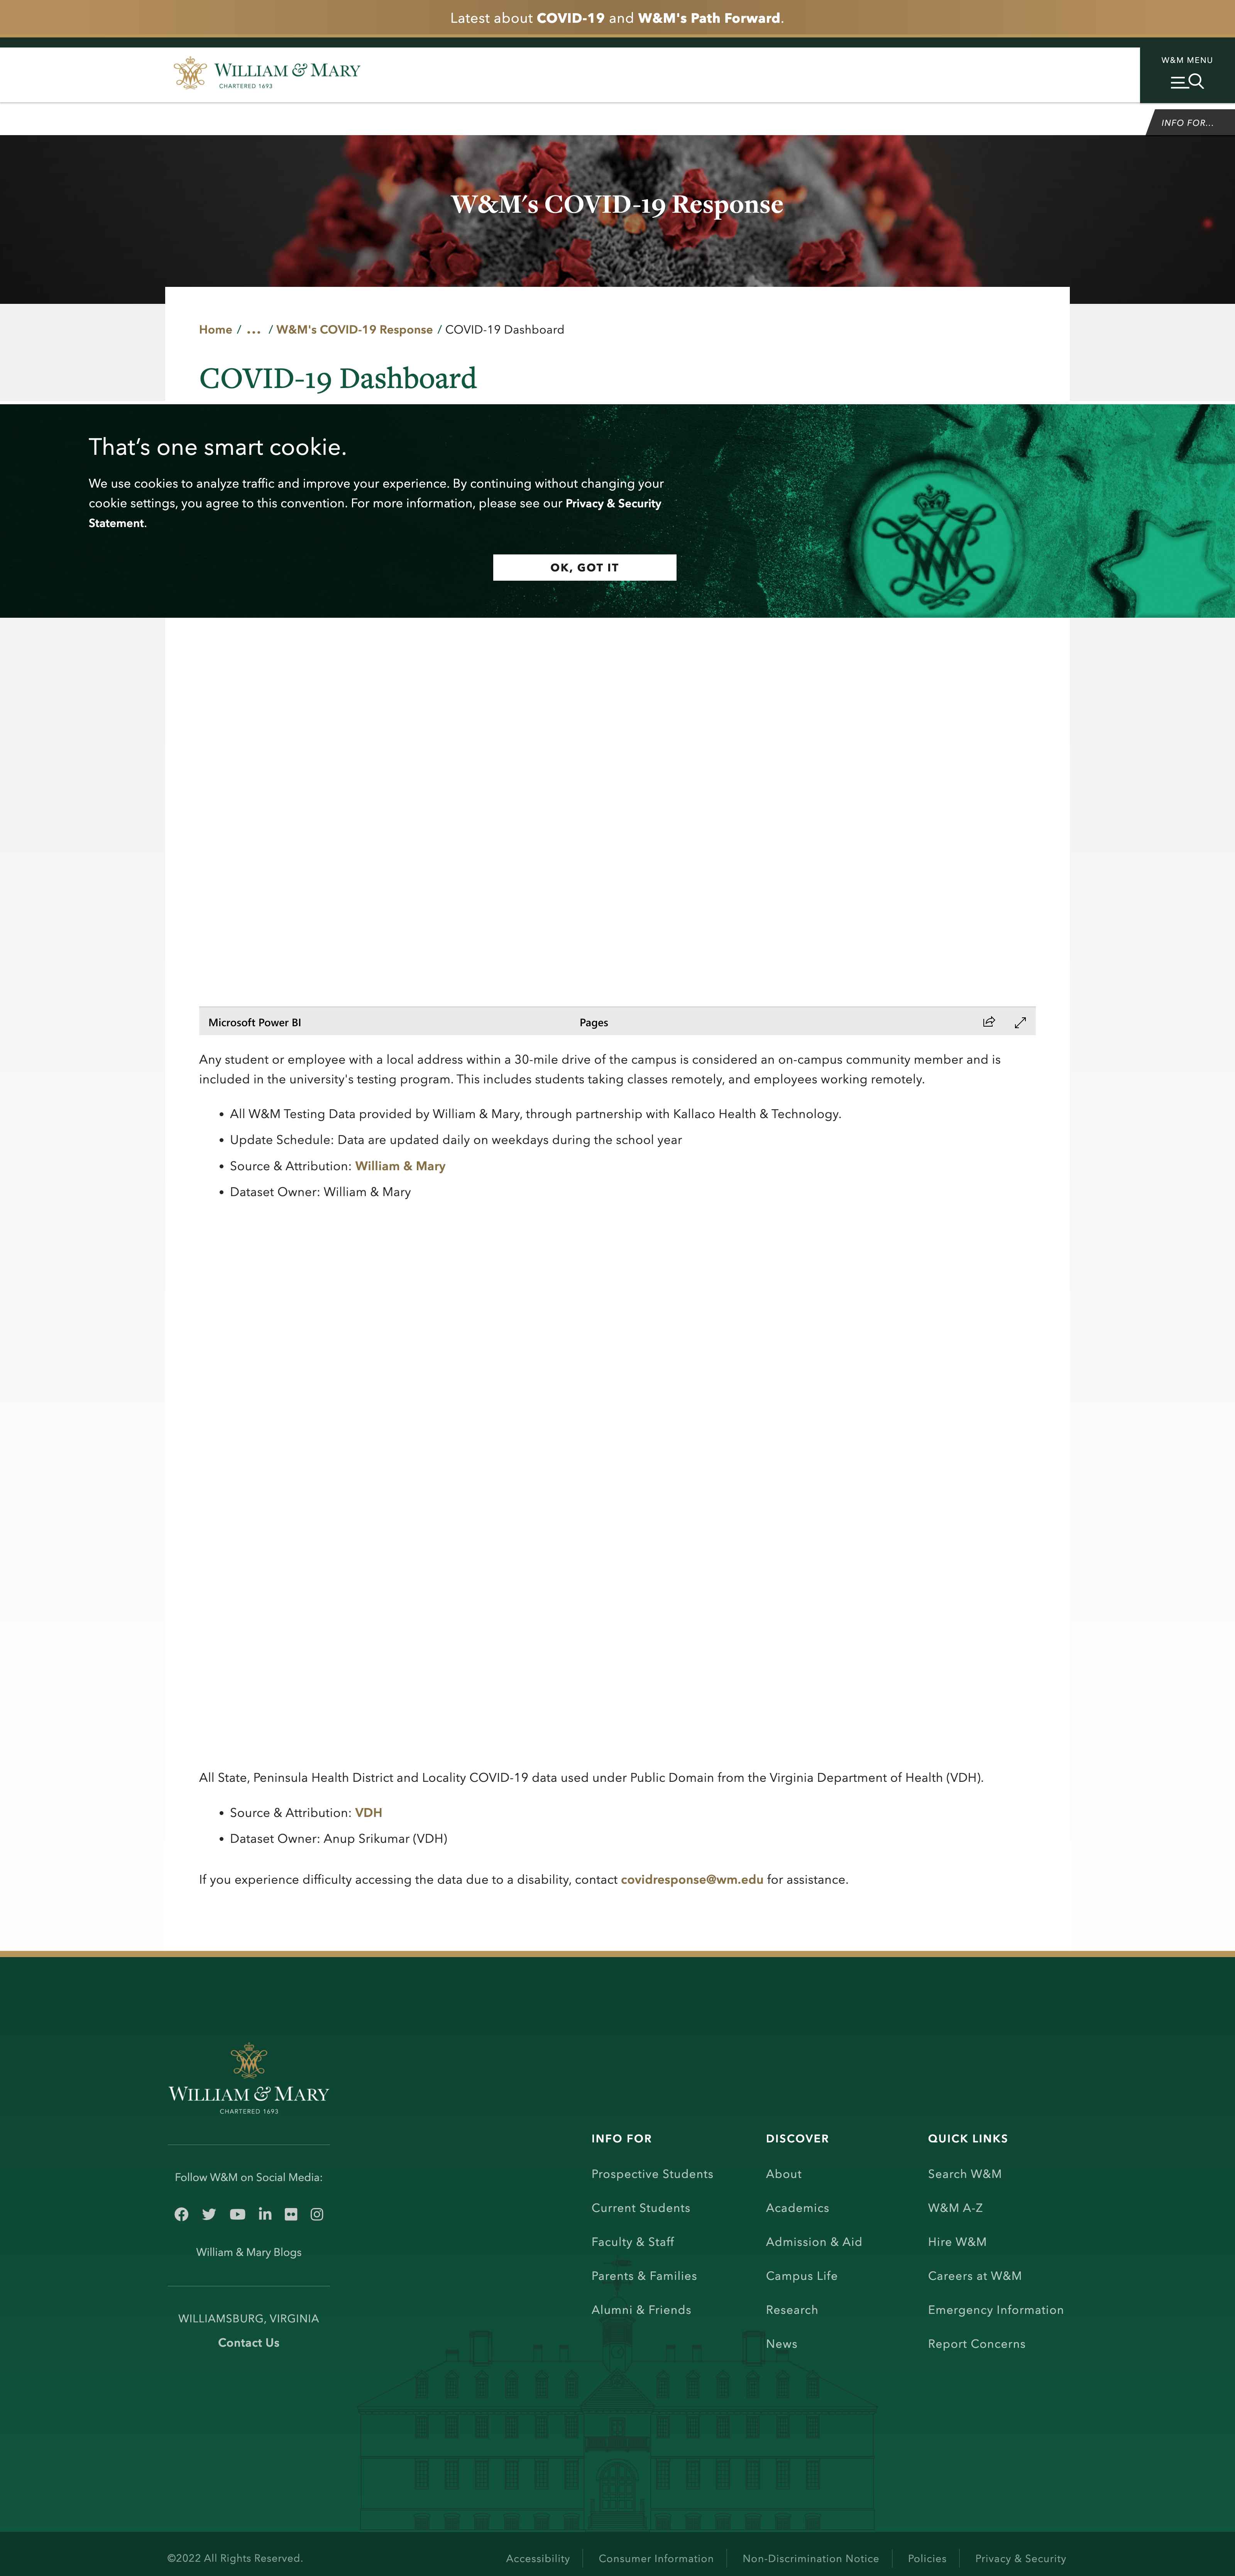 Latest about COVID-19 and W&M's Path Forward.
WILLIAM & MARY
CHARTERED 1693
W&M MENU
INFO FOR...
W&M's COVID-19 Response
Home / ... / W&M's COVID-19 Response / COVID-19 Dashboard
COVID-19 Dashboard
That's one smart cookie.
We use cookies to analyze traffic and improve your experience. By continuing without changing your
cookie settings, you agree to this convention. For more information, please see our Privacy & Security
Statement.
OK, GOT IT
Microsoft Power BI Pages
Any student or employee with a local address within a 30-mile drive of the campus is considered an on-campus community member and is
included in the university's testing program. This includes students taking classes remotely, and employees working remotely.
• All W&M Testing Data provided by William & Mary, through partnership with Kallaco Health & Technology.
• Update Schedule: Data are updated daily on weekdays during the school year
• Source & Attribution: William & Mary
• Dataset Owner: William & Mary
All State, Peninsula Health District and Locality COVID-19 data used under Public Domain from the Virginia Department of Health (VDH).
• Source & Attribution: VDH
• Dataset Owner: Anup Srikumar (VDH)
If you experience difficulty accessing the data due to a disability, contact covidresponse@wm.edu for assistance.
WILLIAM & MARY
CHARTERED 1693
Follow W&M on Social Media:
William & Mary Blogs
WILLIAMSBURG, VIRGINIA
Contact Us
INFO FOR
Prospective Students
Current Students
Faculty & Staff
Parents & Families
Alumni & Friends
DISCOVER
About
Academics
Admission & Aid
Campus Life
Research
News
QUICK LINKS
Search W&M
W&M A-Z
Hire W&M
Careers at W&M
Emergency Information
Report Concerns
©2022 All Rights Reserved.
Accessibility
Consumer Information
Non-Discrimination Notice
Policies
Privacy & Security